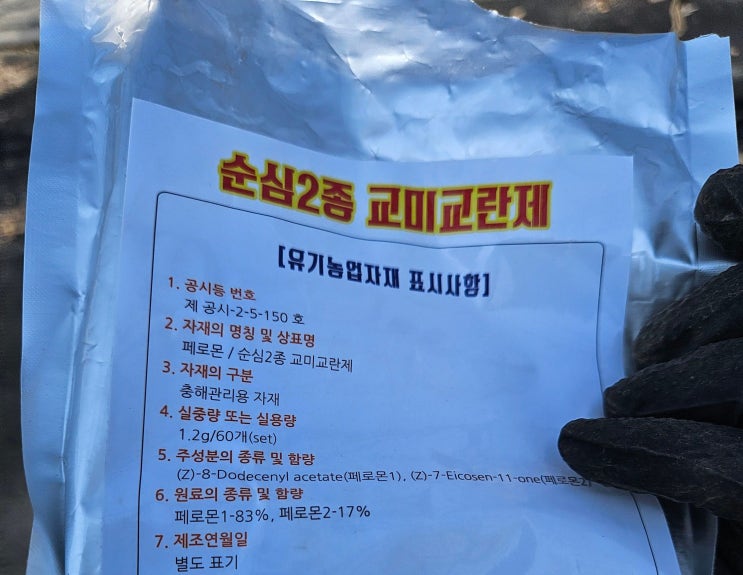 순심2종 교미교란제
[유기농업자재 표시사항]
1. 공시등 번호
제 공시-2-5-150 호
2. 자재의 명칭 및 상표명
페로몬 / 순심2종 교미교란제
3. 자재의 구분
충해관리용 자재
4. 실중량 또는 실용량
1.2g/60개(set)
5. 주성분의 종류 및 함량
(Z)-8-Dodecenyl acetate(페로몬1), (Z)-7-Eicosen-11-one(페로몬2)
6. 원료의 종류 및 함량
페로몬1-83%, 페로몬2-17%
7. 제조연월일
별도 표기